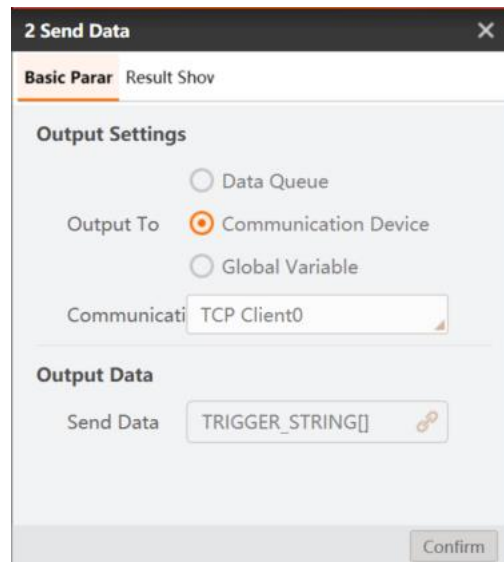 2 Send Data
Basic Parar Result Shov
Output Settings
Data Queue
Output To Communication Device
Global Variable
Communicati TCP Client0
Output Data
Send Data TRIGGER_STRING[]
Confirm